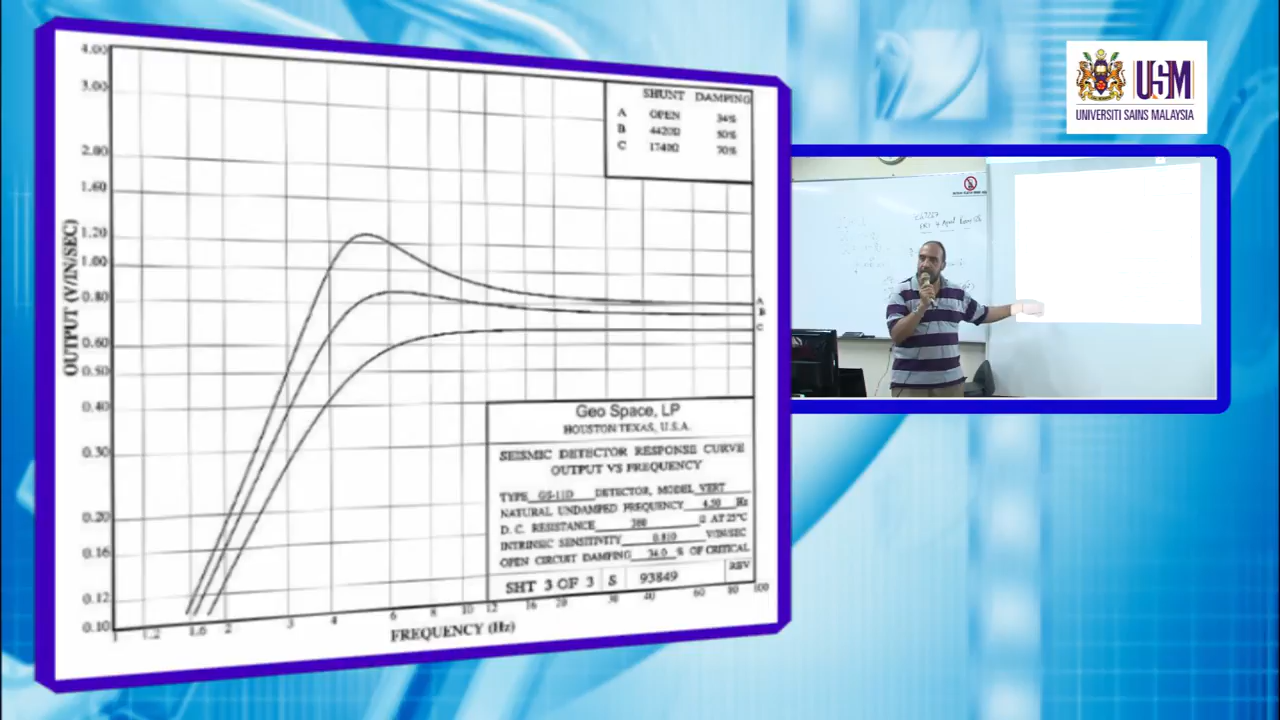 SHUNT DAMPING
A OPEN 34%
B 4420Ω 50%
C 1740Ω 70%
4.00
3.00
2.00
1.60
1.20
1.00
0.80
0.60
0.50
0.40
0.30
0.20
0.16
0.12
0.10
OUTPUT (V/IN/SEC)
A
B
C
Geo Space, LP
HOUSTON TEXAS, U.S.A.
SEISMIC DETECTOR RESPONSE CURVE
OUTPUT VS FREQUENCY
TYPE GS-11D DETECTOR, MODEL VERT
NATURAL UNDAMPED FREQUENCY 4.50 Hz
D.C. RESISTANCE 380 Ω AT 25°C
INTRINSIC SENSITIVITY 0.810 V/IN/SEC
OPEN CIRCUIT DAMPING 34.0 % OF CRITICAL
SHT 3 OF 3 S 93849 REV
1 1.2 1.6 2 3 4 6 8 10 12 16 20 30 40 60 80 100
FREQUENCY (Hz)
USM
UNIVERSITI SAINS MALAYSIA